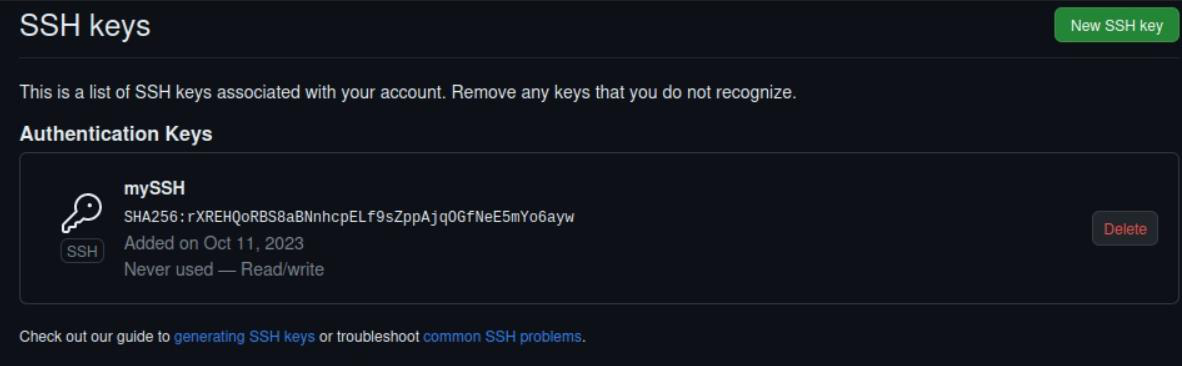 SSH keys
New SSH key
This is a list of SSH keys associated with your account. Remove any keys that you do not recognize.
Authentication Keys
mySSH
SHA256:rXREHQoRBS8aBNnhcpELf9sZppAjqOGfNeE5mYo6ayw
Added on Oct 11, 2023
SSH
Never used — Read/write
Delete
Check out our guide to generating SSH keys or troubleshoot common SSH problems.